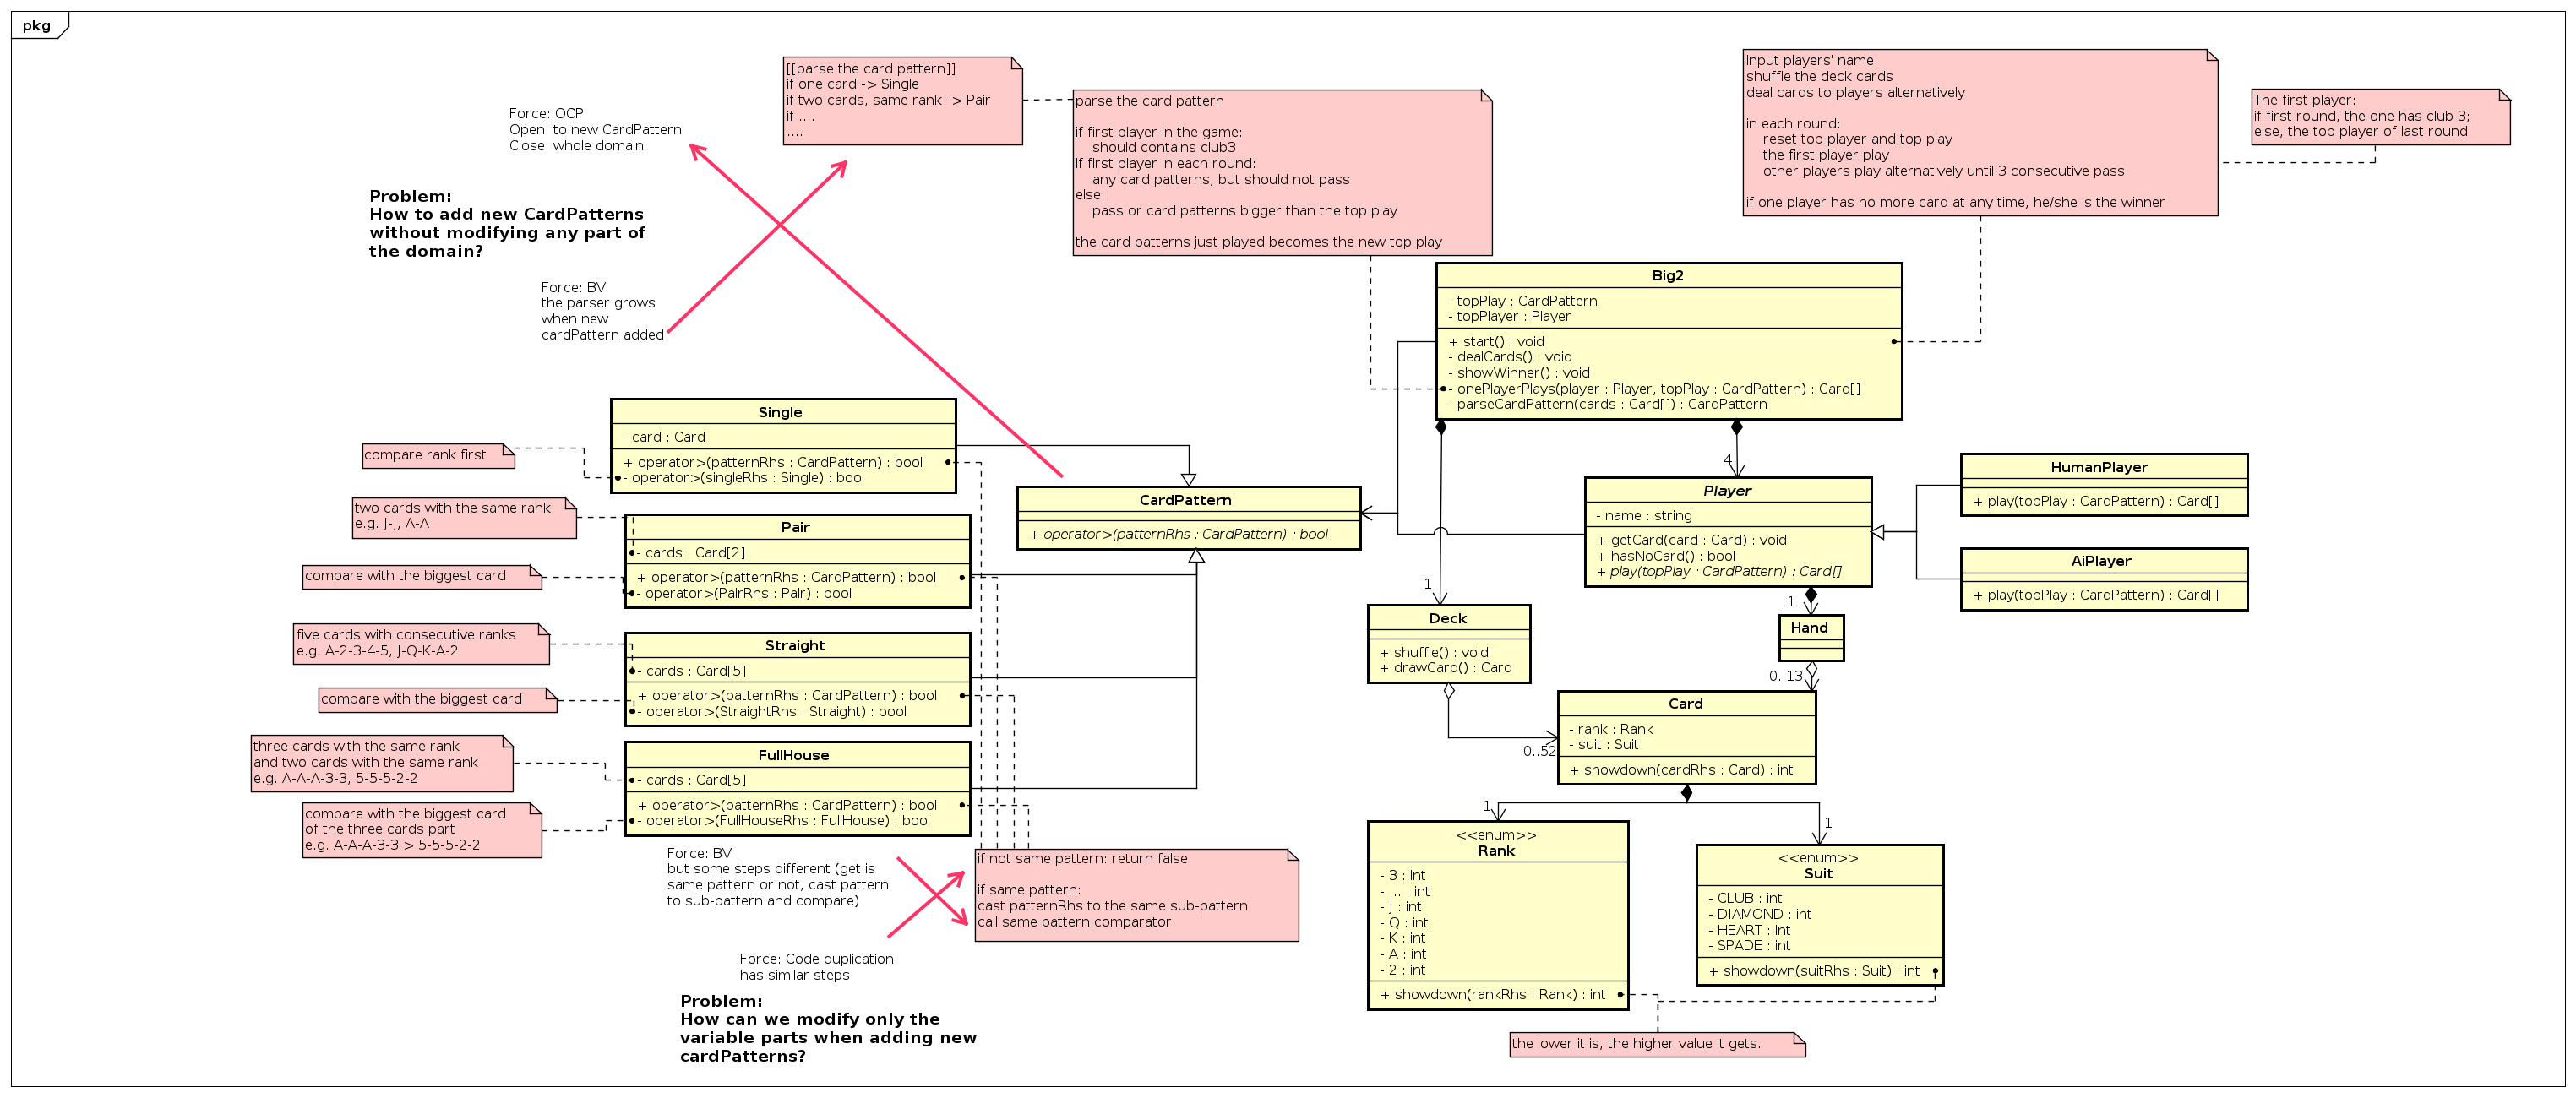 pkg
[[parse the card pattern]]
if one card -> Single
if two cards, same rank -> Pair
if ....
....
parse the card pattern
if first player in the game:
should contains club3
if first player in each round:
any card patterns, but should not pass
else:
pass or card patterns bigger than the top play
the card patterns just played becomes the new top play
input players' name
shuffle the deck cards
deal cards to players alternatively
in each round:
reset top player and top play
the first player play
other players play alternatively until 3 consecutive pass
if one player has no more card at any time, he/she is the winner
The first player:
if first round, the one has club 3;
else, the top player of last round
Force: OCP
Open: to new CardPattern
Close: whole domain
Problem:
How to add new CardPatterns
without modifying any part of
the domain?
Force: BV
the parser grows
when new
cardPattern added
Big2
- topPlay : CardPattern
- topPlayer : Player
+ start() : void
- dealCards() : void
- showWinner() : void
- onePlayerPlays(player : Player, topPlay : CardPattern) : Card[]
- parseCardPattern(cards : Card[]) : CardPattern
Single
- card : Card
+ operator>(patternRhs : CardPattern) : bool
- operator>(singleRhs : Single) : bool
compare rank first
two cards with the same rank
e.g. J-J, A-A
Pair
- cards : Card[2]
+ operator>(patternRhs : CardPattern) : bool
- operator>(PairRhs : Pair) : bool
compare with the biggest card
five cards with consecutive ranks
e.g. A-2-3-4-5, J-Q-K-A-2
Straight
- cards : Card[5]
+ operator>(patternRhs : CardPattern) : bool
- operator>(StraightRhs : Straight) : bool
compare with the biggest card
three cards with the same rank
and two cards with the same rank
e.g. A-A-A-3-3, 5-5-5-2-2
FullHouse
- cards : Card[5]
+ operator>(patternRhs : CardPattern) : bool
- operator>(FullHouseRhs : FullHouse) : bool
compare with the biggest card
of the three cards part
e.g. A-A-A-3-3 > 5-5-5-2-2
CardPattern
+ operator>(patternRhs : CardPattern) : bool
4
Player
- name : string
+ getCard(card : Card) : void
+ hasNoCard() : bool
+ play(topPlay : CardPattern) : Card[]
HumanPlayer
+ play(topPlay : CardPattern) : Card[]
AiPlayer
+ play(topPlay : CardPattern) : Card[]
1
Deck
+ shuffle() : void
+ drawCard() : Card
1
Hand
0..13
0..52
Card
- rank : Rank
- suit : Suit
+ showdown(cardRhs : Card) : int
1
1
<<enum>>
Rank
- 3 : int
- ... : int
- J : int
- Q : int
- K : int
- A : int
- 2 : int
+ showdown(rankRhs : Rank) : int
<<enum>>
Suit
- CLUB : int
- DIAMOND : int
- HEART : int
- SPADE : int
+ showdown(suitRhs : Suit) : int
the lower it is, the higher value it gets.
Force: BV
but some steps different (get is
same pattern or not, cast pattern
to sub-pattern and compare)
if not same pattern: return false
if same pattern:
cast patternRhs to the same sub-pattern
call same pattern comparator
Force: Code duplication
has similar steps
Problem:
How can we modify only the
variable parts when adding new
cardPatterns?